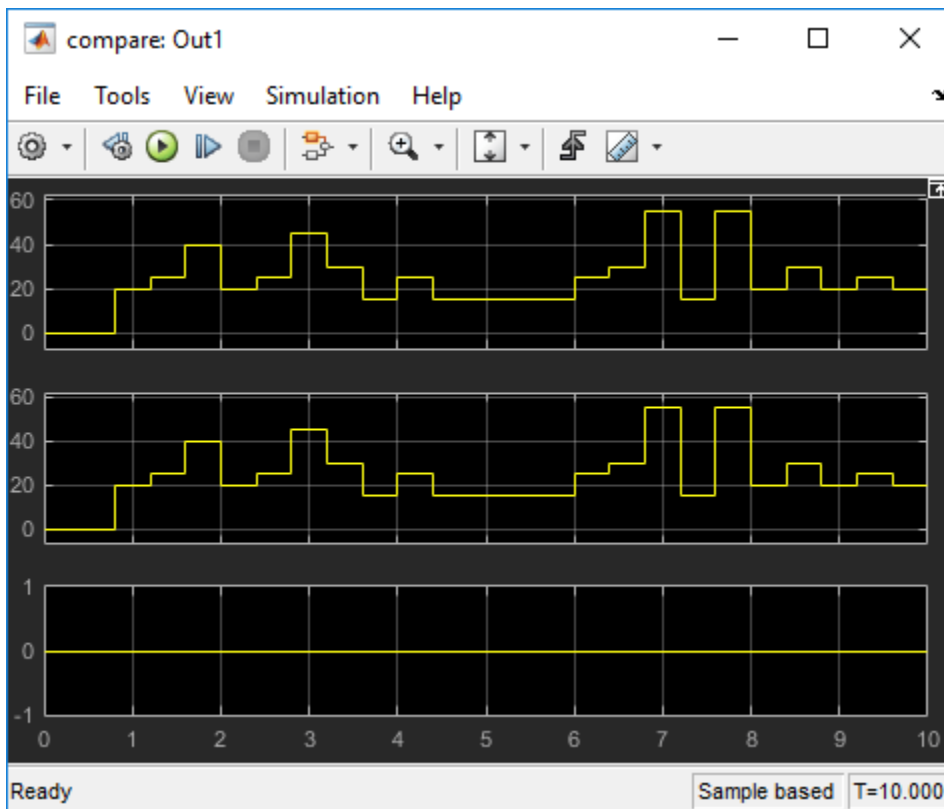 compare: Out1
File Tools View Simulation Help
60
40
20
0
60
40
20
0
1
0
-1
0 1 2 3 4 5 6 7 8 9 10
Ready Sample based T=10.000